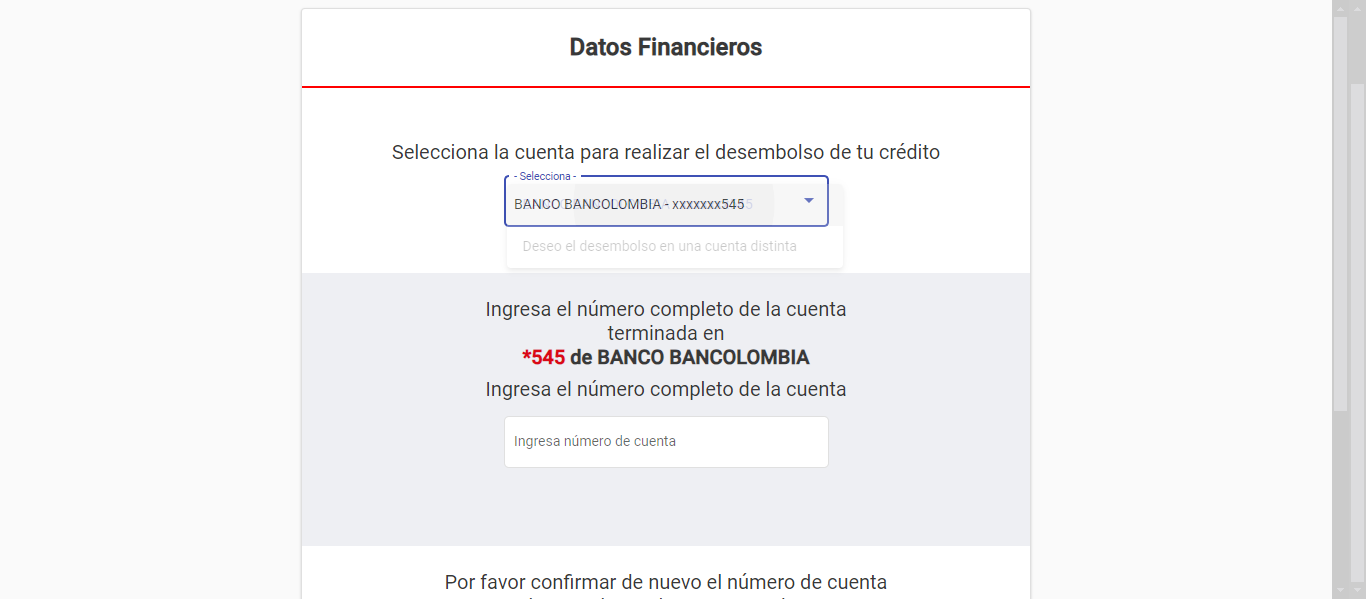 Datos Financieros
Selecciona la cuenta para realizar el desembolso de tu crédito
- Selecciona -
BANCO BANCOLOMBIA - xxxxxxx545
Deseo el desembolso en una cuenta distinta
Ingresa el número completo de la cuenta
terminada en
*545 de BANCO BANCOLOMBIA
Ingresa el número completo de la cuenta
Ingresa número de cuenta
Por favor confirmar de nuevo el número de cuenta